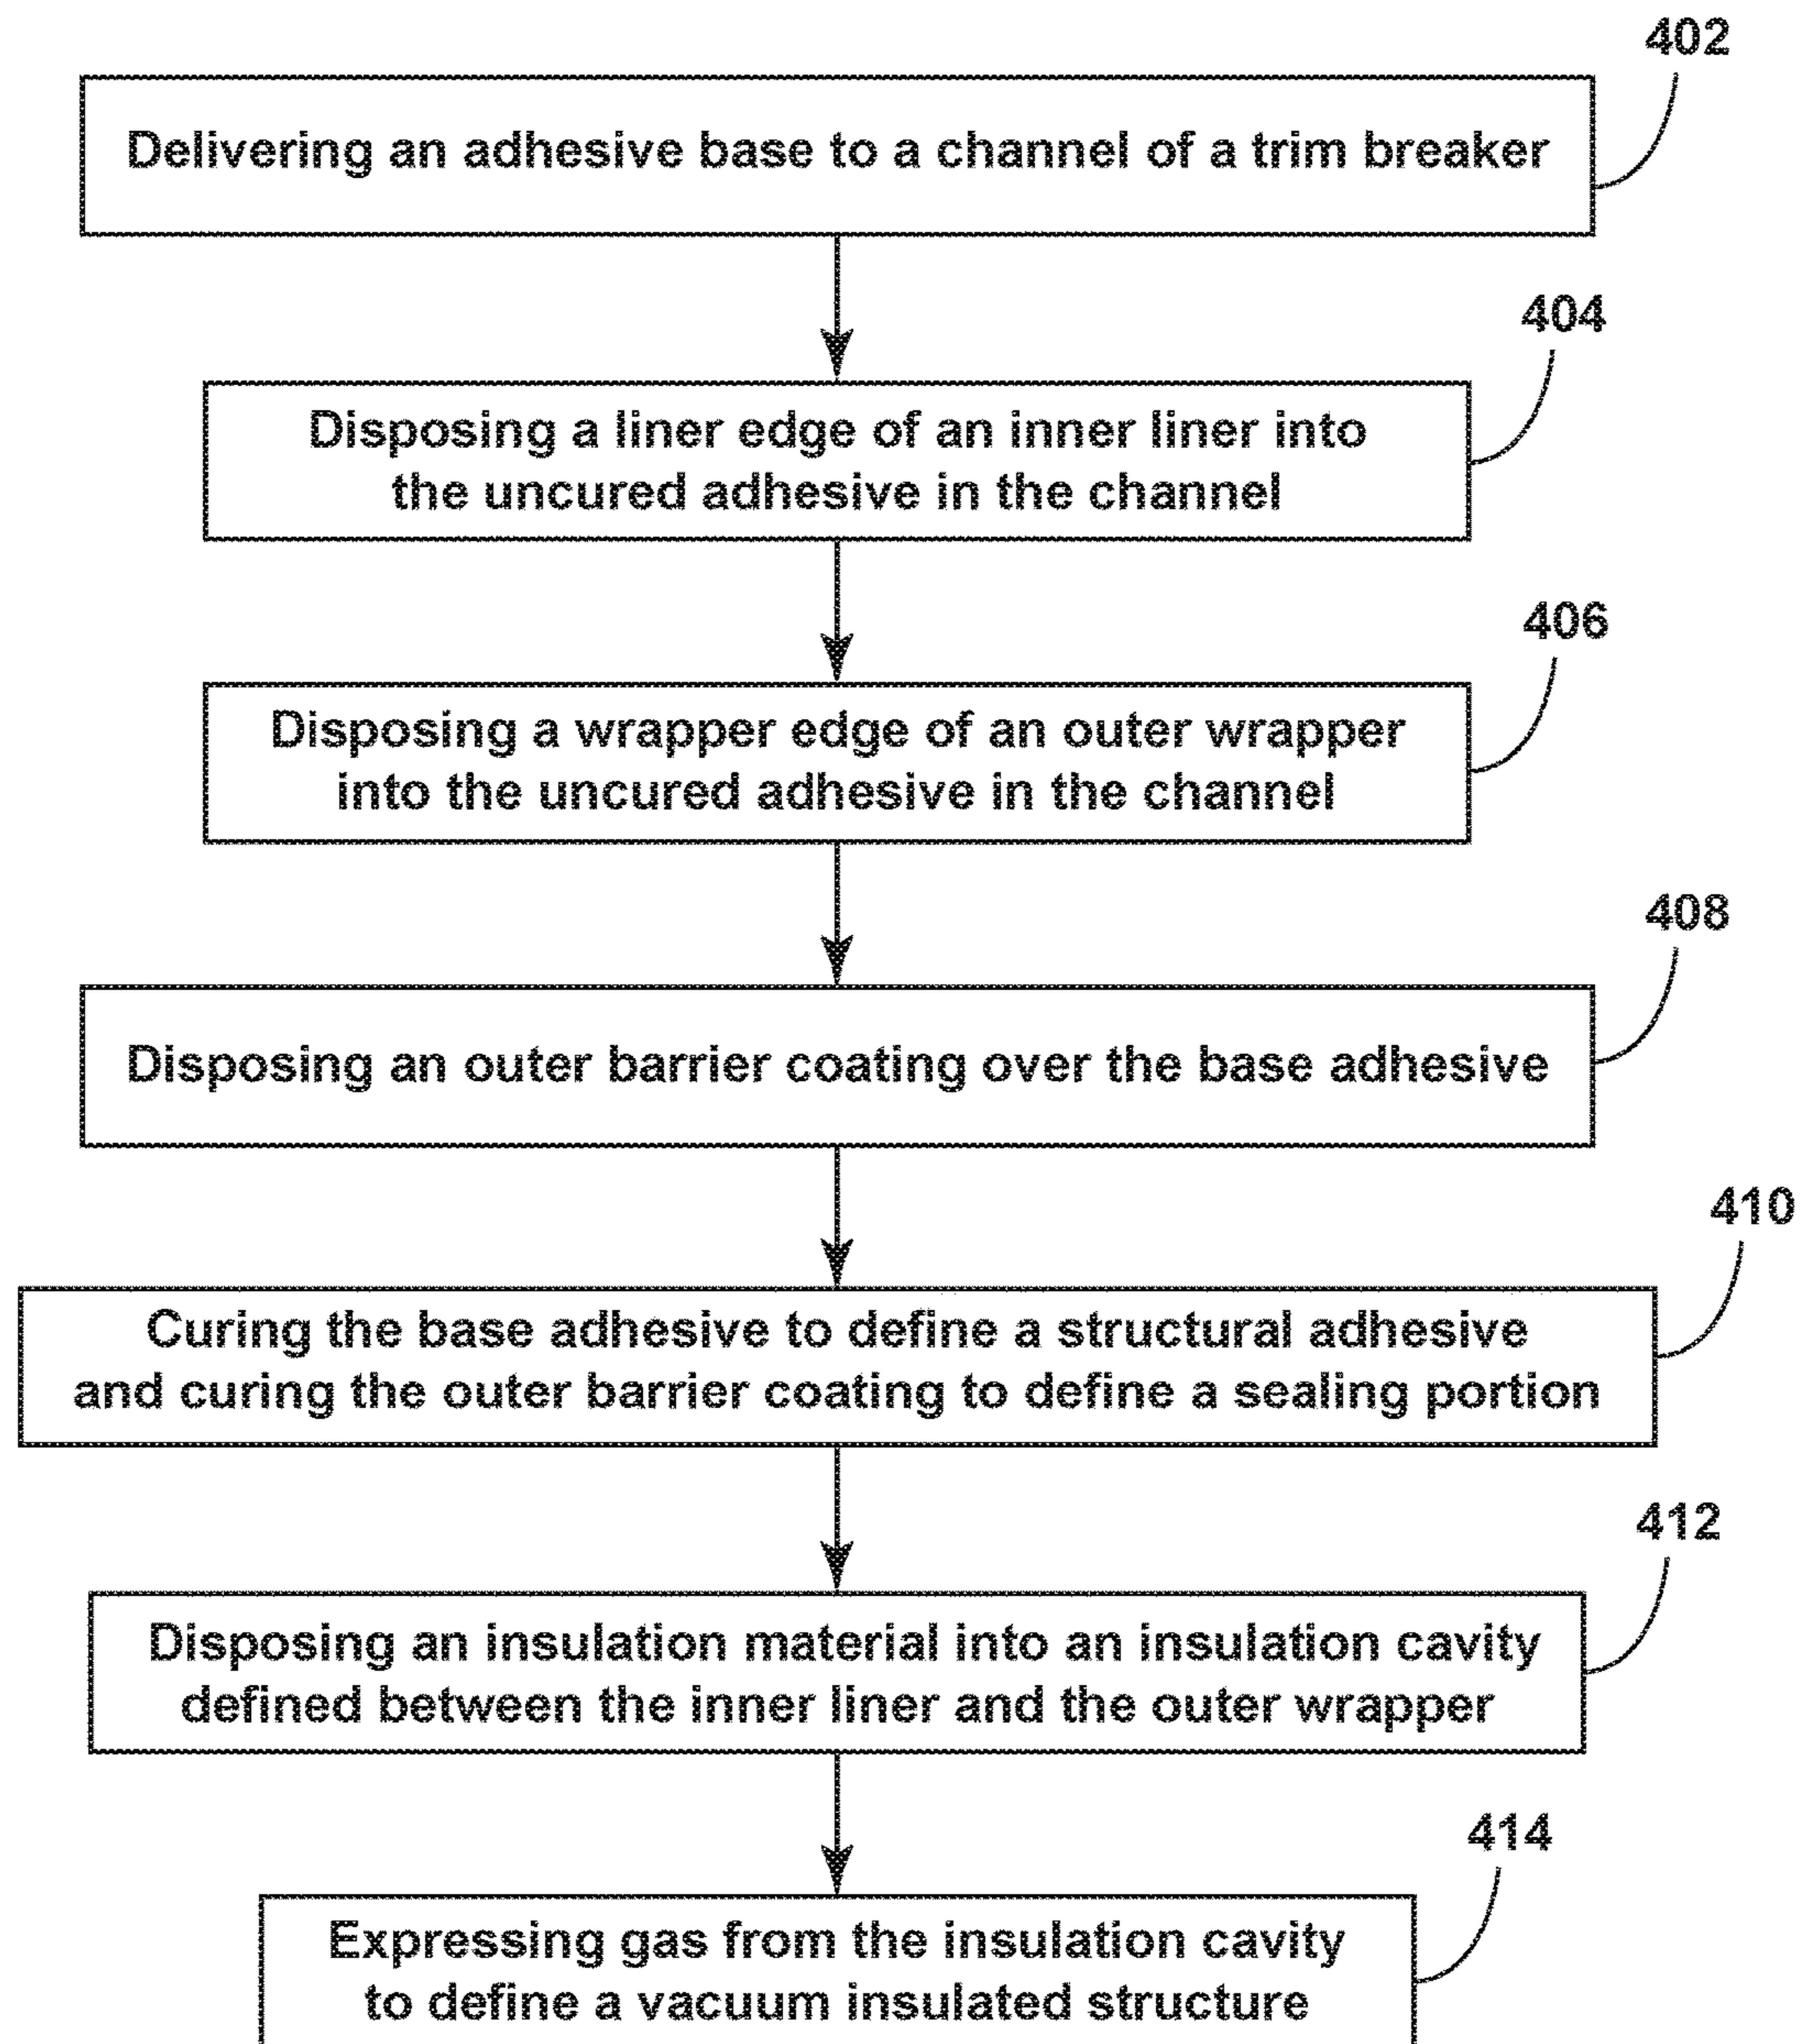 402
Delivering an adhesive base to a channel of a trim breaker
404
Disposing a liner edge of an inner liner into
the uncured adhesive in the channel
406
Disposing a wrapper edge of an outer wrapper
into the uncured adhesive in the channel
408
Disposing an outer barrier coating over the base adhesive
410
Curing the base adhesive to define a structural adhesive
and curing the outer barrier coating to define a sealing portion
412
Disposing an insulation material into an insulation cavity
defined between the inner liner and the outer wrapper
414
Expressing gas from the insulation cavity
to define a vacuum insulated structure